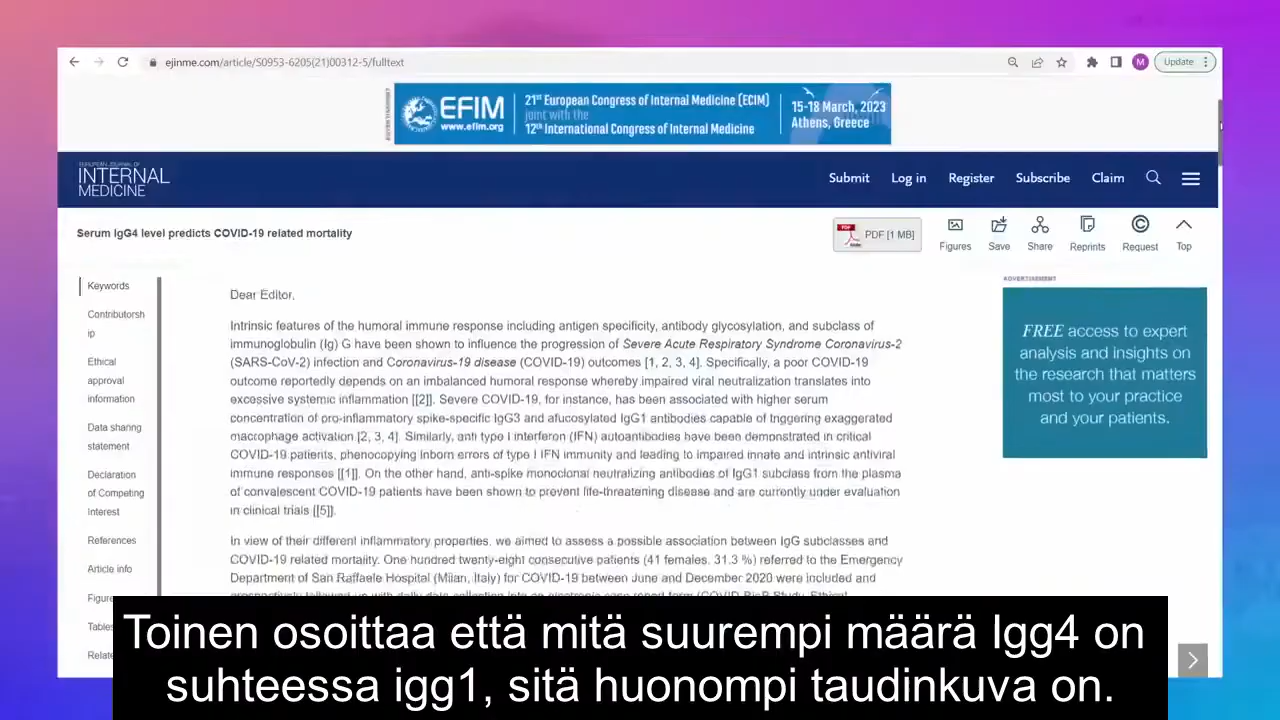 ejinme.com/article/S0953-6205(21)00312-5/fulltext
M
Update
EFIM
www.efim.org
21st European Congress of Internal Medicine (ECIM)
joint with the
12th International Congress of Internal Medicine
15-18 March, 2023
Athens, Greece
EUROPEAN JOURNAL OF
INTERNAL
MEDICINE
Submit
Log in
Register
Subscribe
Claim
Serum IgG4 level predicts COVID-19 related mortality
PDF
PDF [1 MB]
Figures
Save
Share
Reprints
Request
Top
Keywords
Contributorsh
ip
Ethical
approval
information
Data sharing
statement
Declaration
of Competing
Interest
References
Article info
Figure
Tables
Relate
Dear Editor,
Intrinsic features of the humoral immune response including antigen specificity, antibody glycosylation, and subclass of
immunoglobulin (Ig) G have been shown to influence the progression of Severe Acute Respiratory Syndrome Coronavirus-2
(SARS-CoV-2) infection and Coronavirus-19 disease (COVID-19) outcomes [1, 2, 3, 4]. Specifically, a poor COVID-19
outcome reportedly depends on an imbalanced humoral response whereby impaired viral neutralization translates into
excessive systemic inflammation [[2]]. Severe COVID-19, for instance, has been associated with higher serum
concentration of pro-inflammatory spike-specific IgG3 and afucosylated IgG1 antibodies capable of triggering exaggerated
macrophage activation [2, 3, 4]. Similarly, anti type I interferon (IFN) autoantibodies have been demonstrated in critical
COVID-19 patients, phenocopying inborn errors of type I IFN immunity and leading to impaired innate and intrinsic antiviral
immune responses [[1]]. On the other hand, anti-spike monoclonal neutralizing antibodies of IgG1 subclass from the plasma
of convalescent COVID-19 patients have been shown to prevent life-threatening disease and are currently under evaluation
in clinical trials [[5]].
In view of their different inflammatory properties, we aimed to assess a possible association between IgG subclasses and
COVID-19 related mortality. One hundred twenty-eight consecutive patients (41 females, 31.3 %) referred to the Emergency
Department of San Raffaele Hospital (Milan, Italy) for COVID-19 between June and December 2020 were included and
ADVERTISEMENT
FREE access to expert
analysis and insights on
the research that matters
most to your practice
and your patients.
Toinen osoittaa että mitä suurempi määrä Igg4 on
suhteessa igg1, sitä huonompi taudinkuva on.